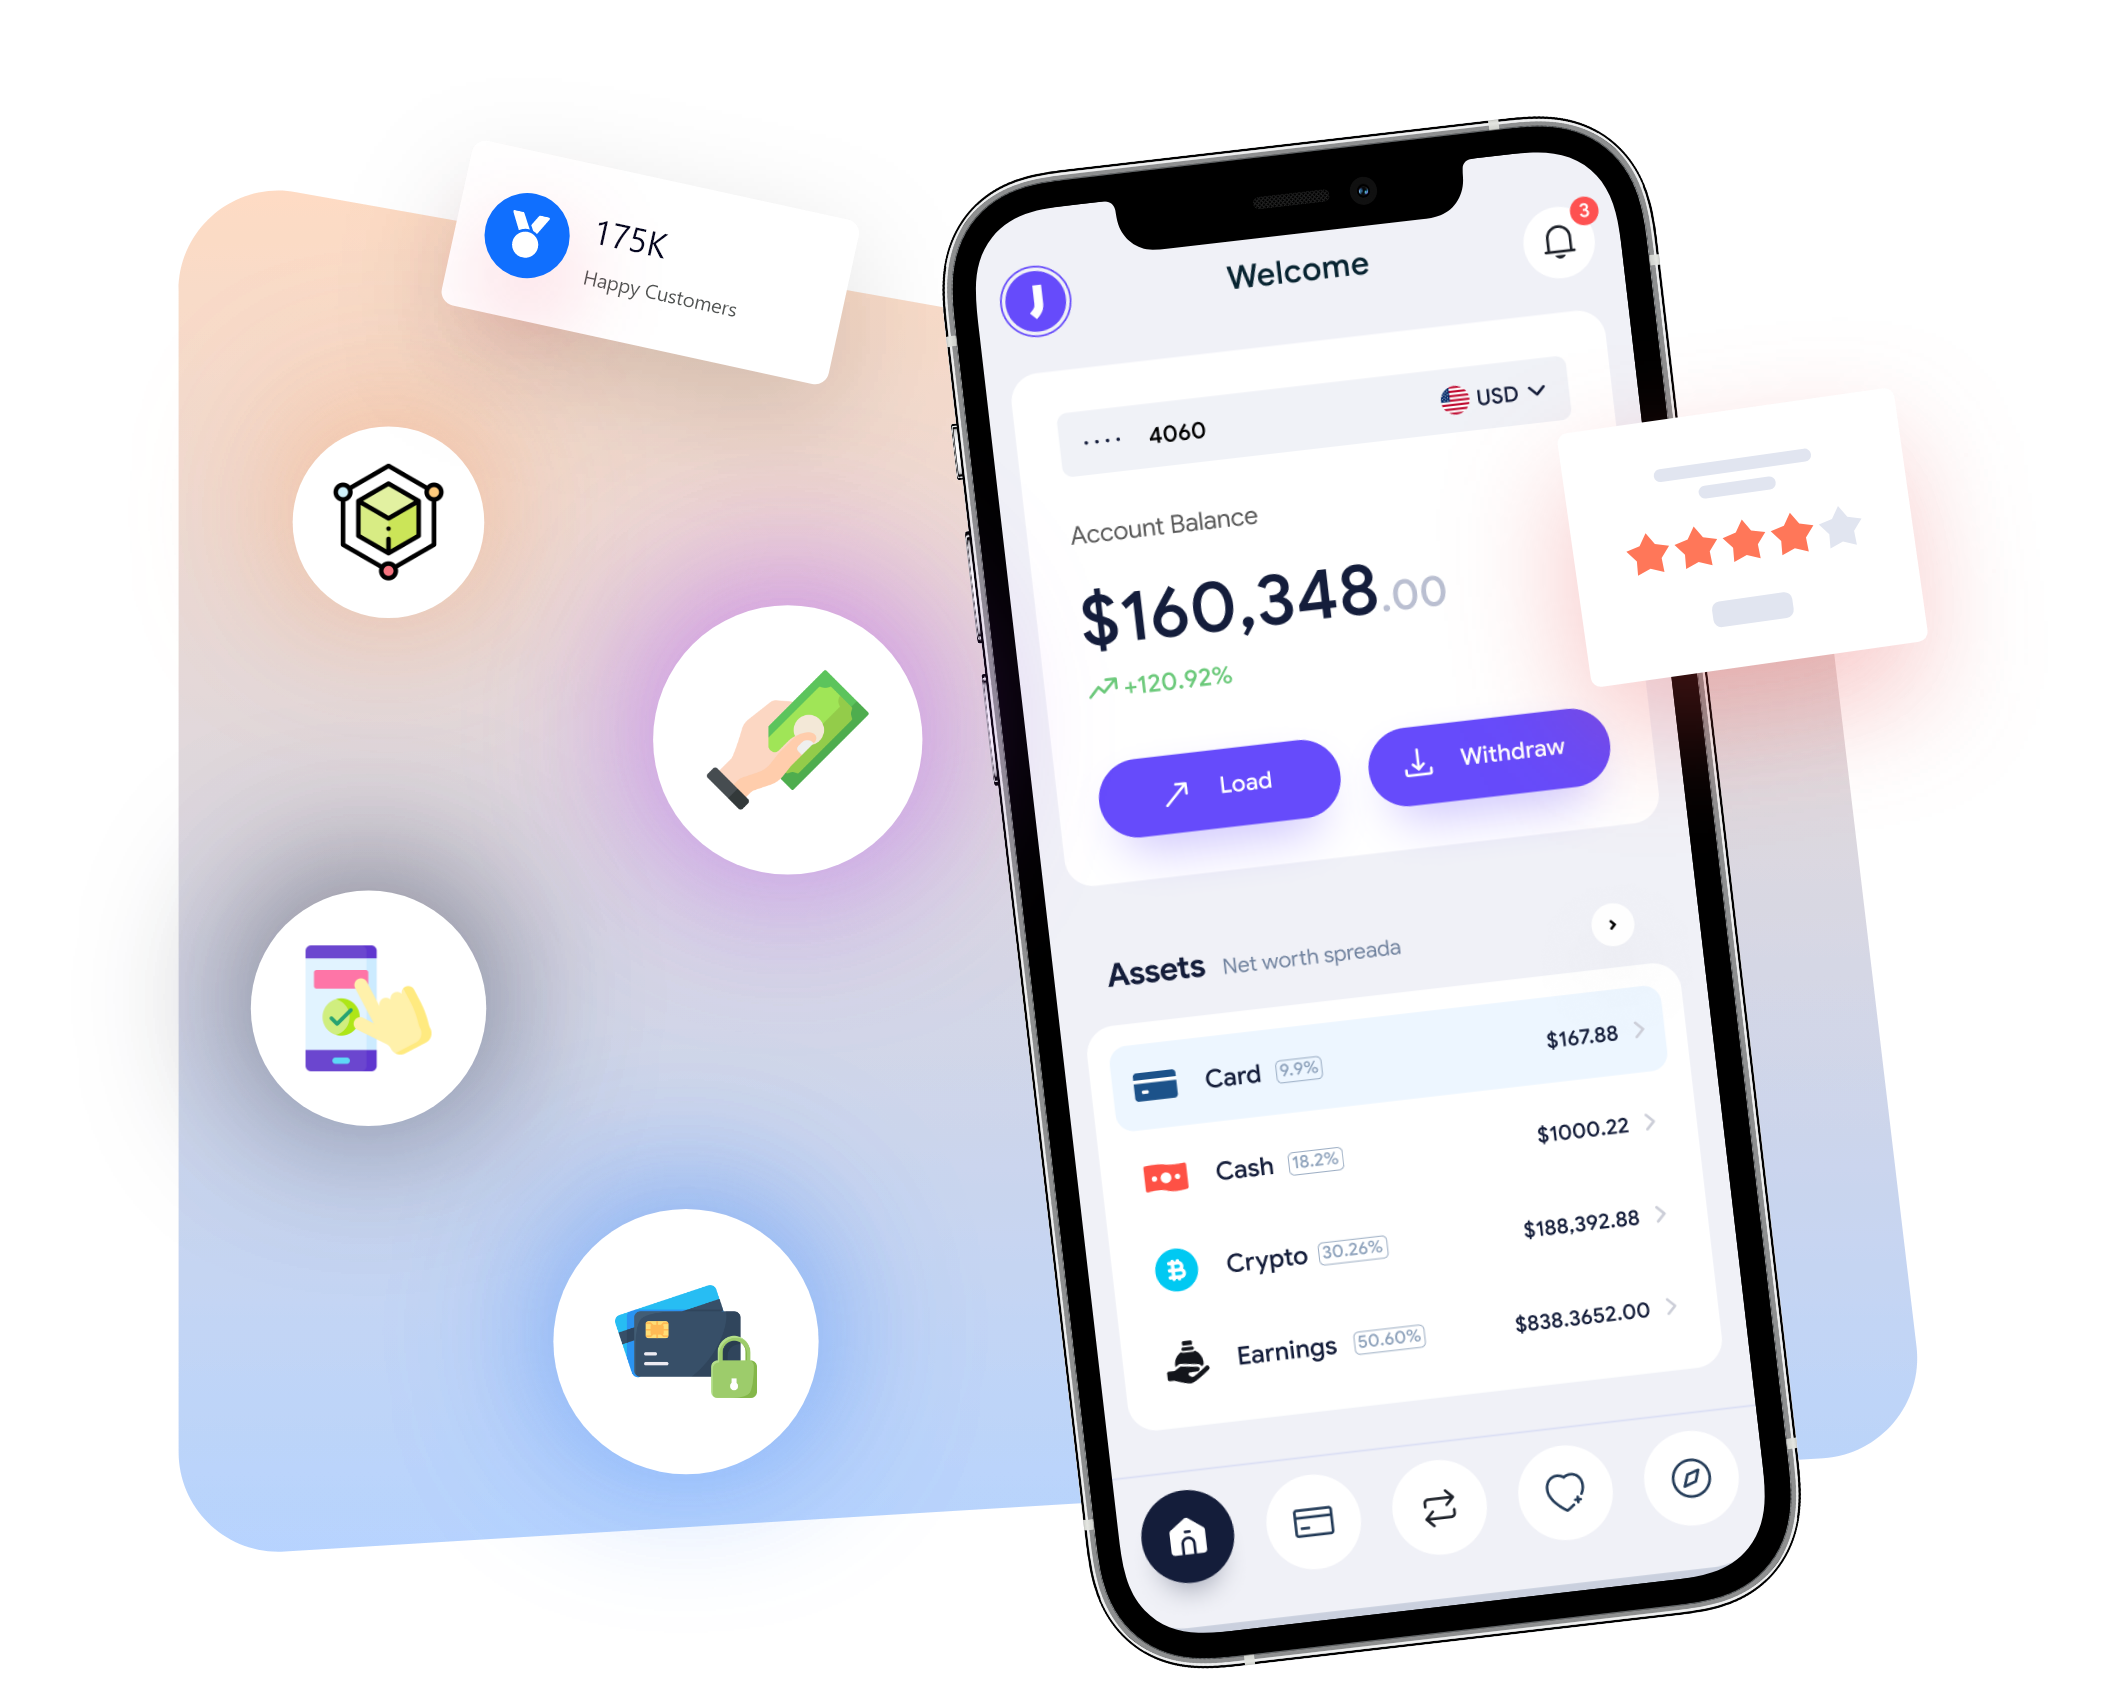 175K
Happy Customers
3
J
Welcome
.... 4060 USD
Account Balance
$160,348.00
+120.92%
Load
Withdraw
Assets Net worth spreada
Card 9.9% $167.88
Cash 18.2% $1000.22
Crypto 30.26% $188,392.88
Earnings 50.60% $838.3652.00